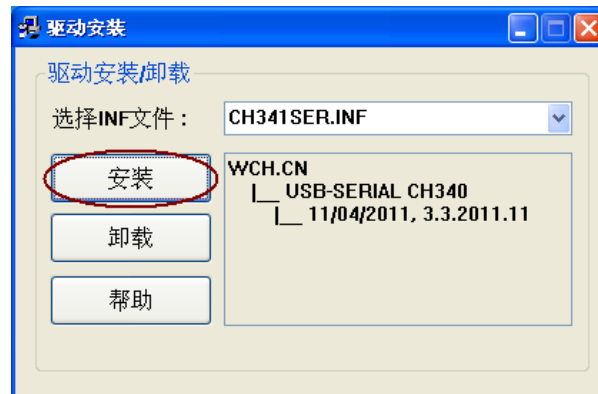 驱动安装
驱动安装/卸载
选择INF文件：
CH341SER.INF
安装
卸载
帮助
WCH.CN
|__ USB-SERIAL CH340
|__ 11/04/2011, 3.3.2011.11